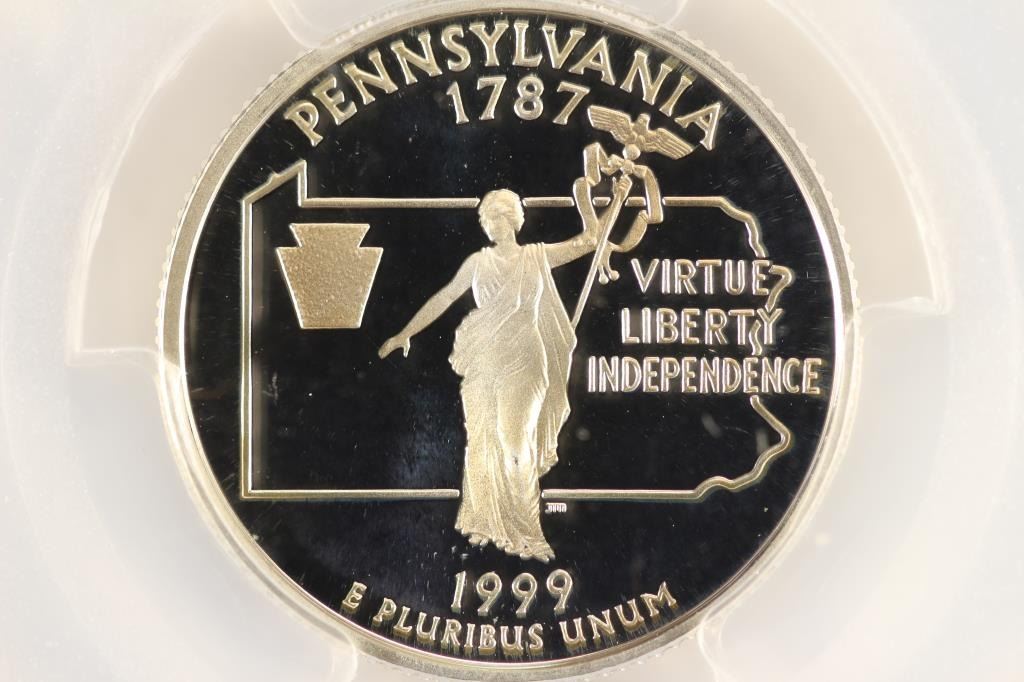 PENNSYLVANIA
1787
VIRTUE
LIBERTY
INDEPENDENCE
1999
E PLURIBUS UNUM